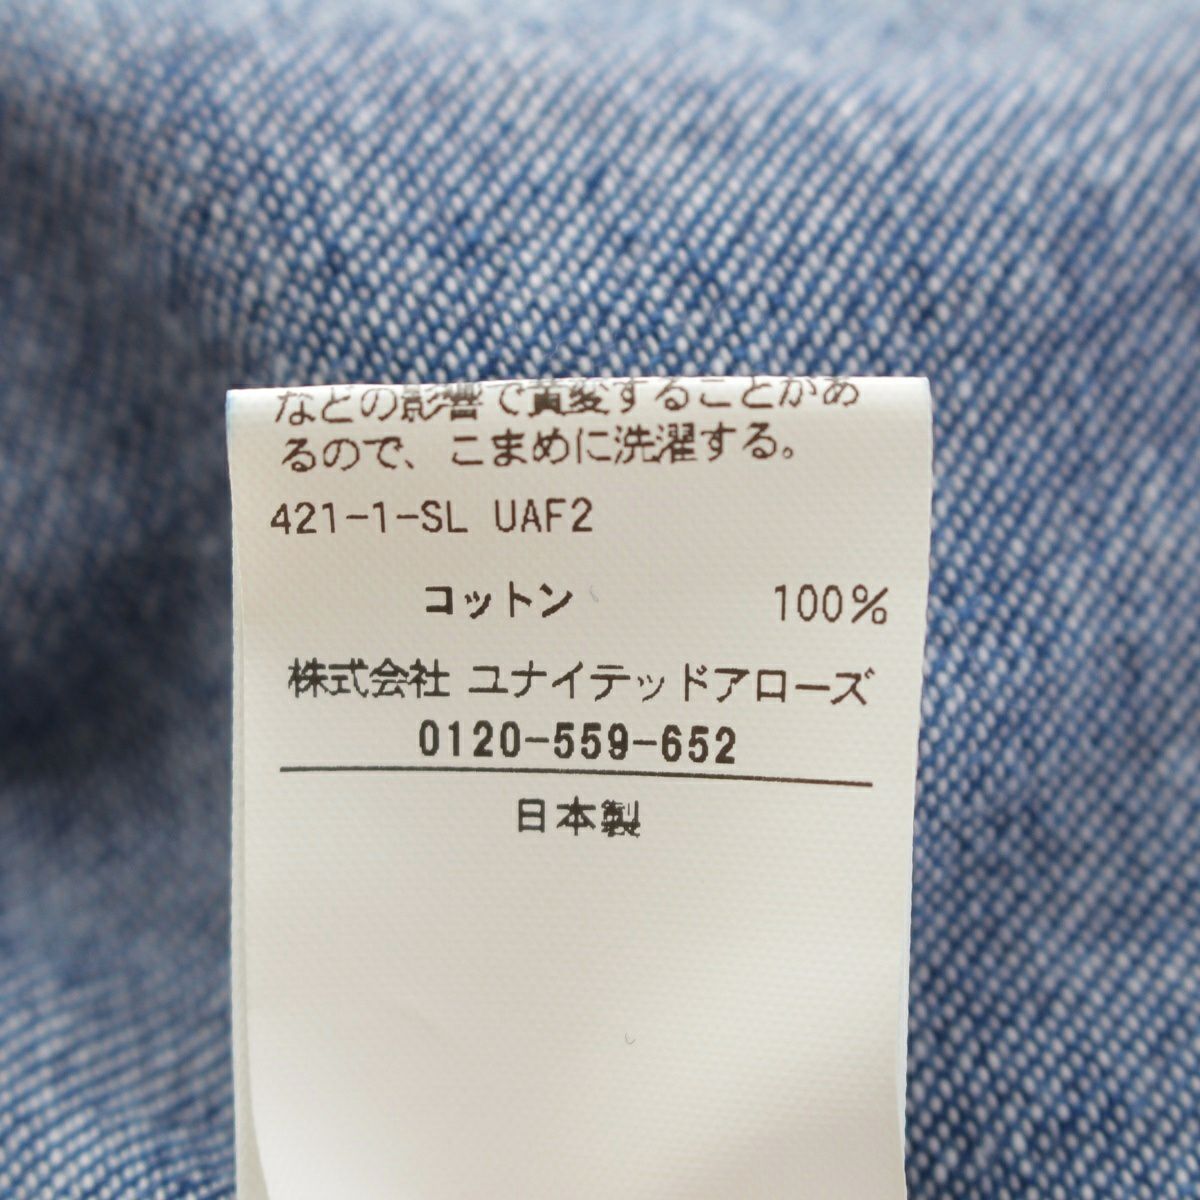 などの影響で黄変することがあ
るので、こまめに洗濯する。
421-1-SL UAF2
コットン 100%
株式会社 ユナイテッドアローズ
0120-559-652
日本製